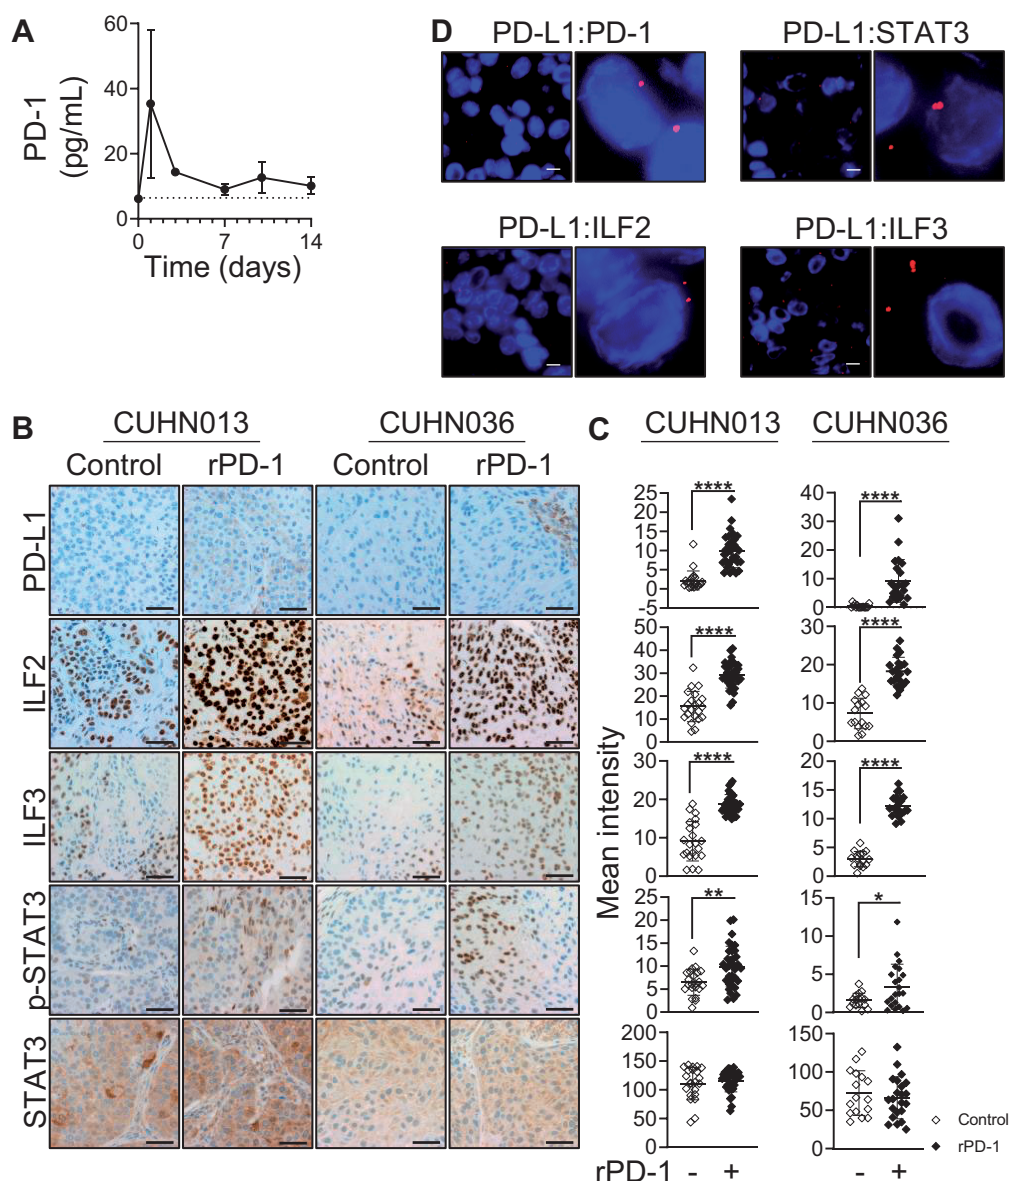 A
PD-1
(pg/mL)
60
40
20
0
0
7
14
Time (days)
D
PD-L1:PD-1
PD-L1:STAT3
PD-L1:ILF2
PD-L1:ILF3
B
CUHN013
CUHN036
Control
rPD-1
Control
rPD-1
PD-L1
ILF2
ILF3
p-STAT3
STAT3
C
CUHN013
CUHN036
Mean intensity
25
20
15
10
5
0
-5
****
40
30
20
10
0
****
50
40
30
20
10
0
****
30
20
10
0
****
30
20
10
0
****
20
15
10
5
0
****
25
20
15
10
5
0
**
15
10
5
0
*
200
150
100
50
0
150
100
50
0
Control
rPD-1
rPD-1 - + - +